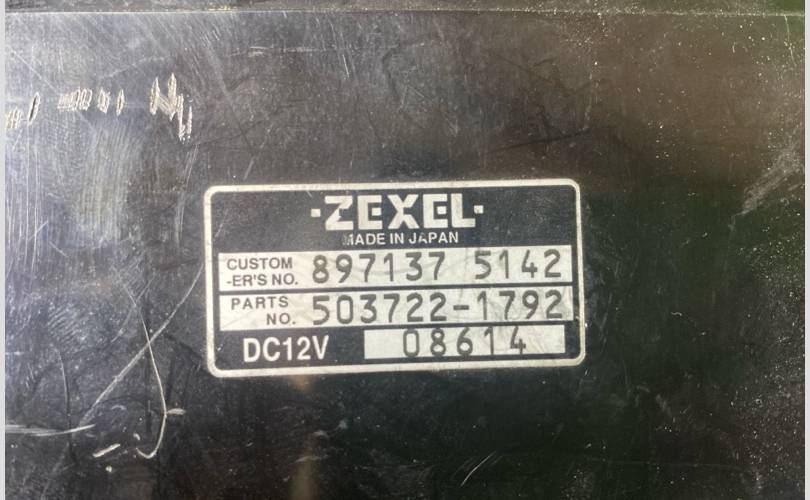 ·ZEXEL·
MADE IN JAPAN
CUSTOM
-ER'S NO. 897137 5142
PARTS
NO. 503722-1792
DC12V 08614